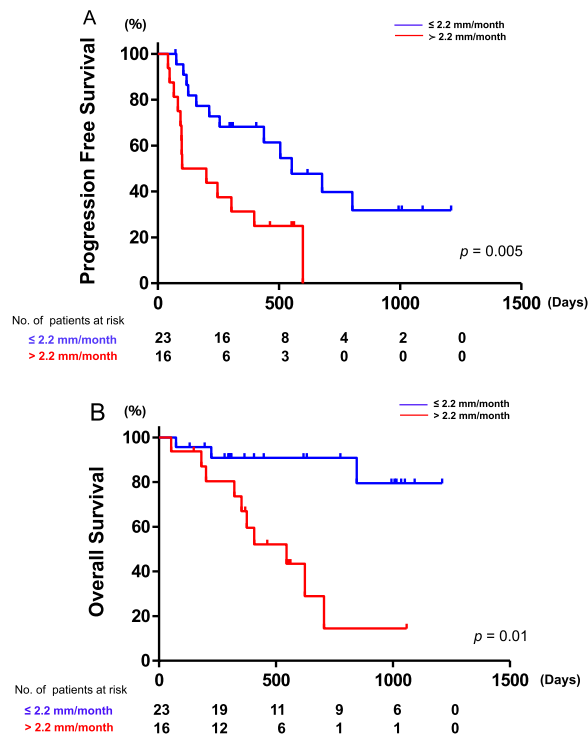 A
(%)
≤ 2.2 mm/month
> 2.2 mm/month
Progression Free Survival
100
80
60
40
20
0
p = 0.005
0 500 1000 1500 (Days)
No. of patients at risk
≤ 2.2 mm/month 23 16 8 4 2 0
> 2.2 mm/month 16 6 3 0 0 0
B
(%)
≤ 2.2 mm/month
> 2.2 mm/month
Overall Survival
100
80
60
40
20
0
p = 0.01
0 500 1000 1500 (Days)
No. of patients at risk
≤ 2.2 mm/month 23 19 11 9 6 0
> 2.2 mm/month 16 12 6 1 1 0